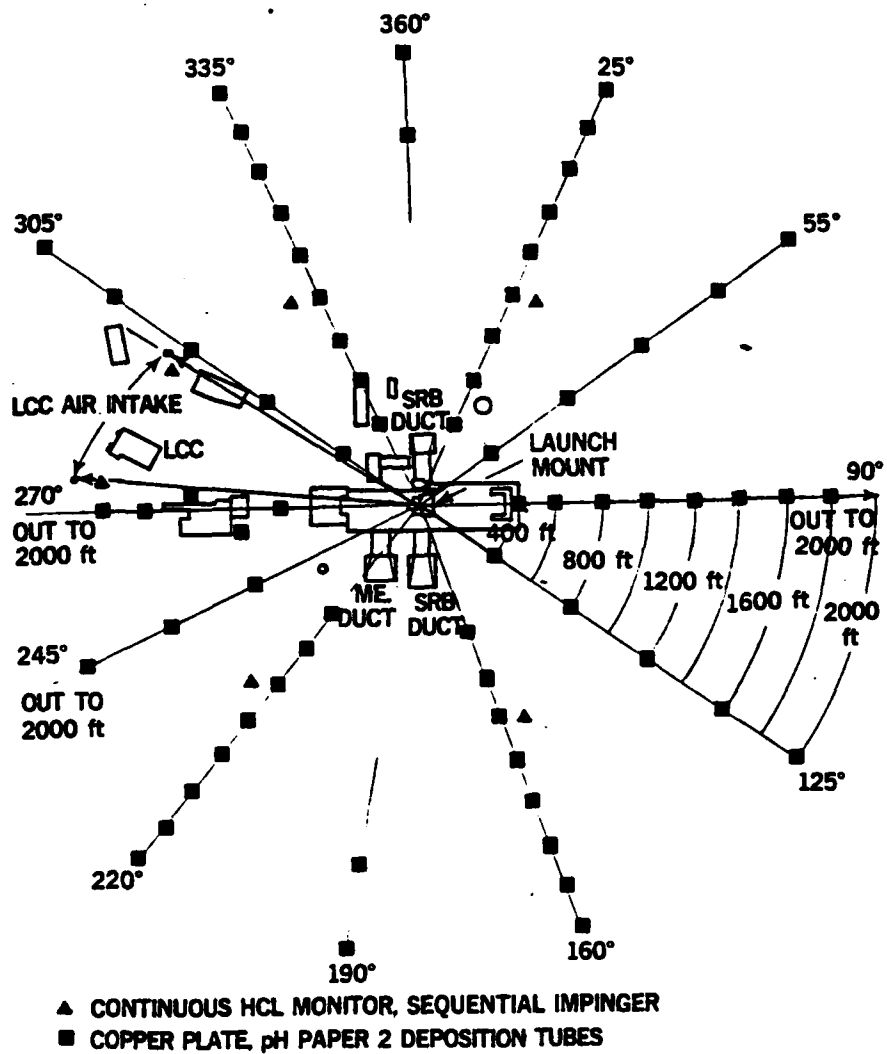 360°
335°
25°
305°
55°
LCC AIR INTAKE
SRB
DUCT
LCC
LAUNCH
MOUNT
270°
OUT TO
2000 ft
90°
OUT TO
2000 ft
400 ft
800 ft
1200 ft
1600 ft
2000
ft
ME.
DUCT
SRB
DUCT
245°
OUT TO
2000 ft
125°
220°
190°
160°
▲ CONTINUOUS HCL MONITOR, SEQUENTIAL IMPINGER
■ COPPER PLATE, pH PAPER 2 DEPOSITION TUBES